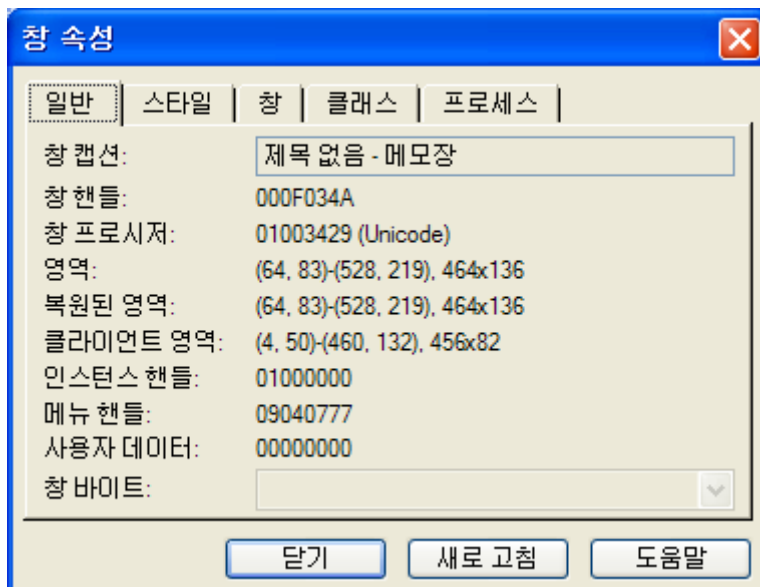 창 속성
일반 스타일 창 클래스 프로세스
창 캡션: 제목 없음 - 메모장
창 핸들: 000F034A
창 프로시저: 01003429 (Unicode)
영역: (64, 83)-(528, 219), 464x136
복원된 영역: (64, 83)-(528, 219), 464x136
클라이언트 영역: (4, 50)-(460, 132), 456x82
인스턴스 핸들: 01000000
메뉴 핸들: 09040777
사용자 데이터: 00000000
창 바이트:
닫기 새로 고침 도움말